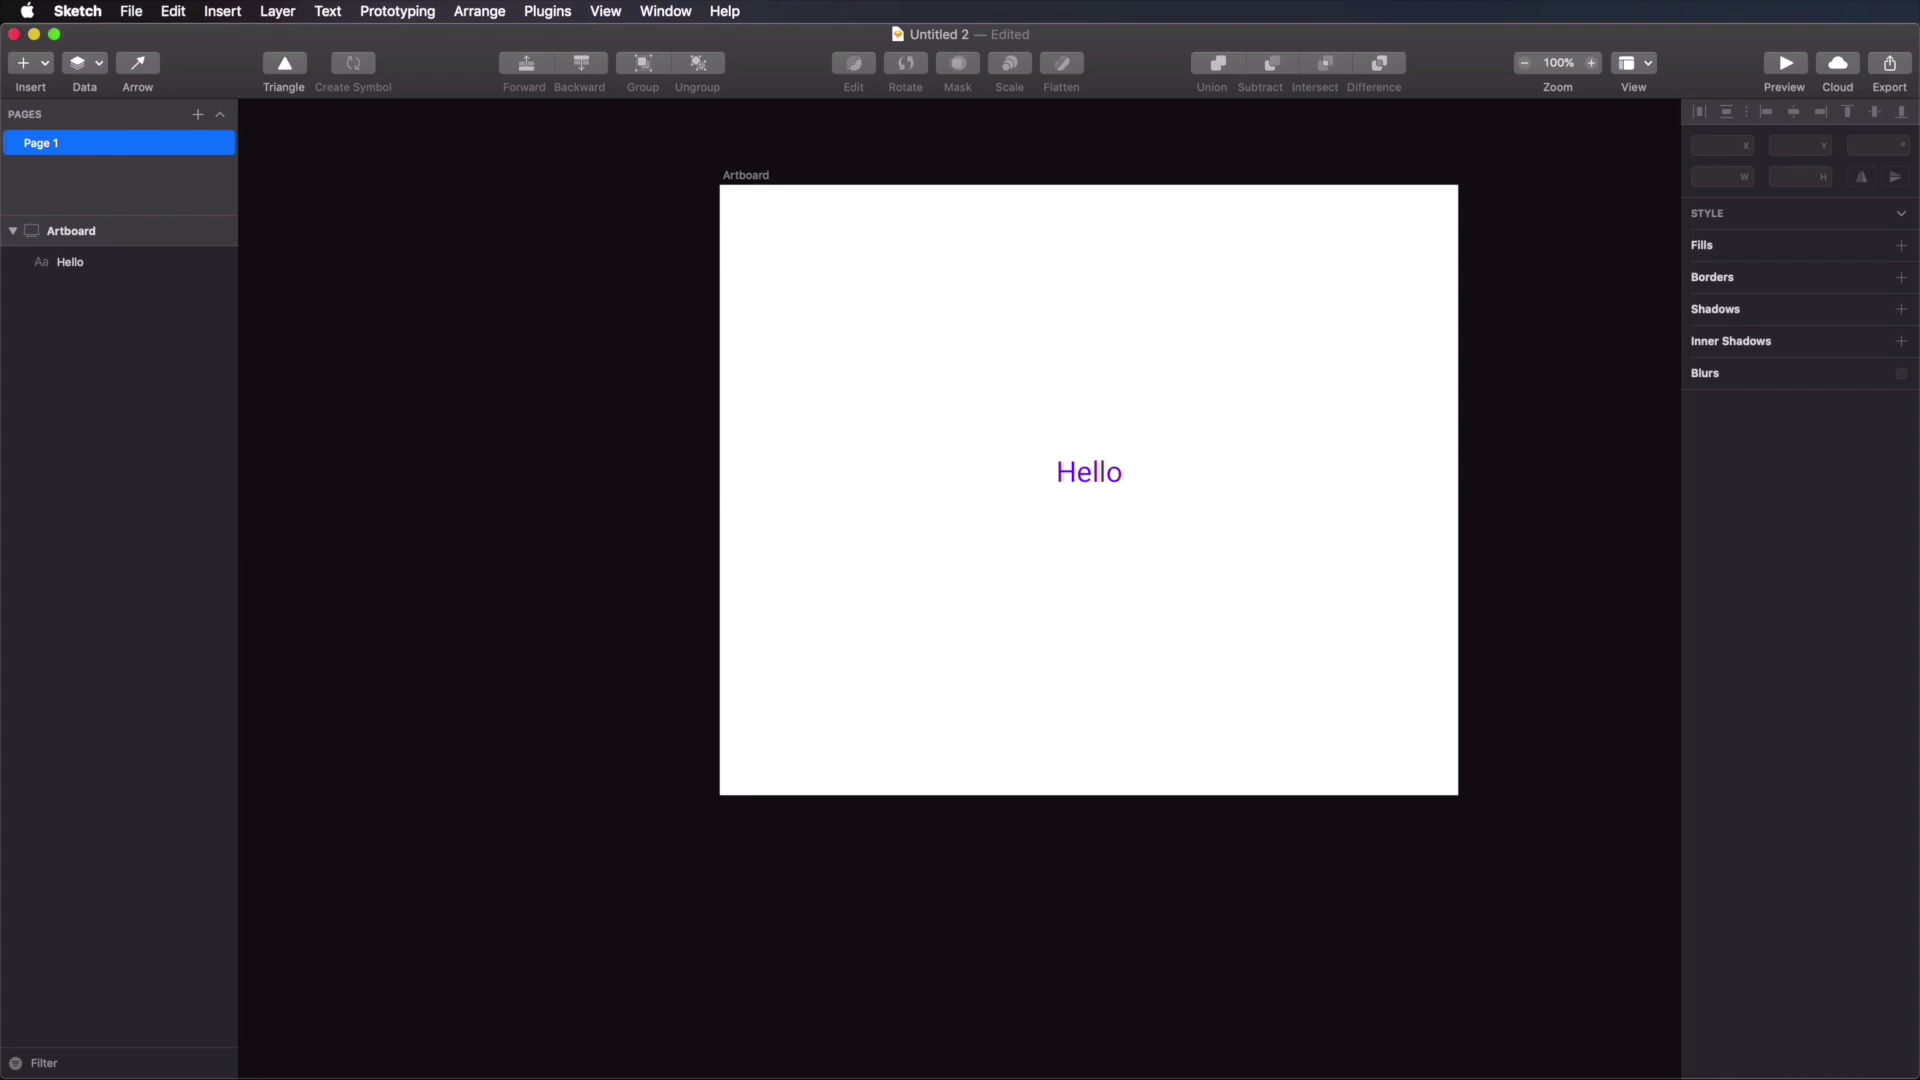 Sketch File Edit Insert Layer Text Prototyping Arrange Plugins View Window Help
Untitled 2 — Edited
100%
Insert Data Arrow Triangle Create Symbol Forward Backward Group Ungroup Edit Rotate Mask Scale Flatten Union Subtract Intersect Difference Zoom View Preview Cloud Export
PAGES
Page 1
Artboard
Aa Hello
Filter
Artboard
Hello
X Y °
W H
STYLE
Fills
Borders
Shadows
Inner Shadows
Blurs